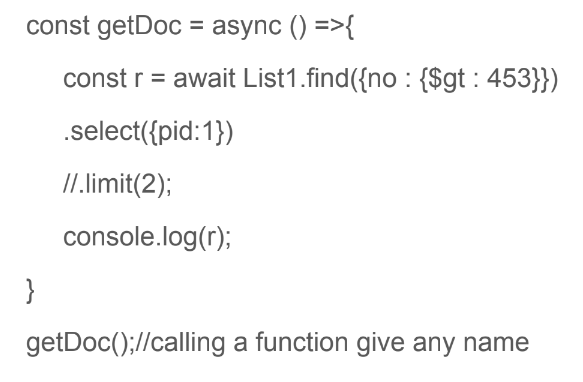 const getDoc = async () =>{
const r = await List1.find({no : {$gt : 453}})
.select({pid:1})
//.limit(2);
console.log(r);
}
getDoc();//calling a function give any name